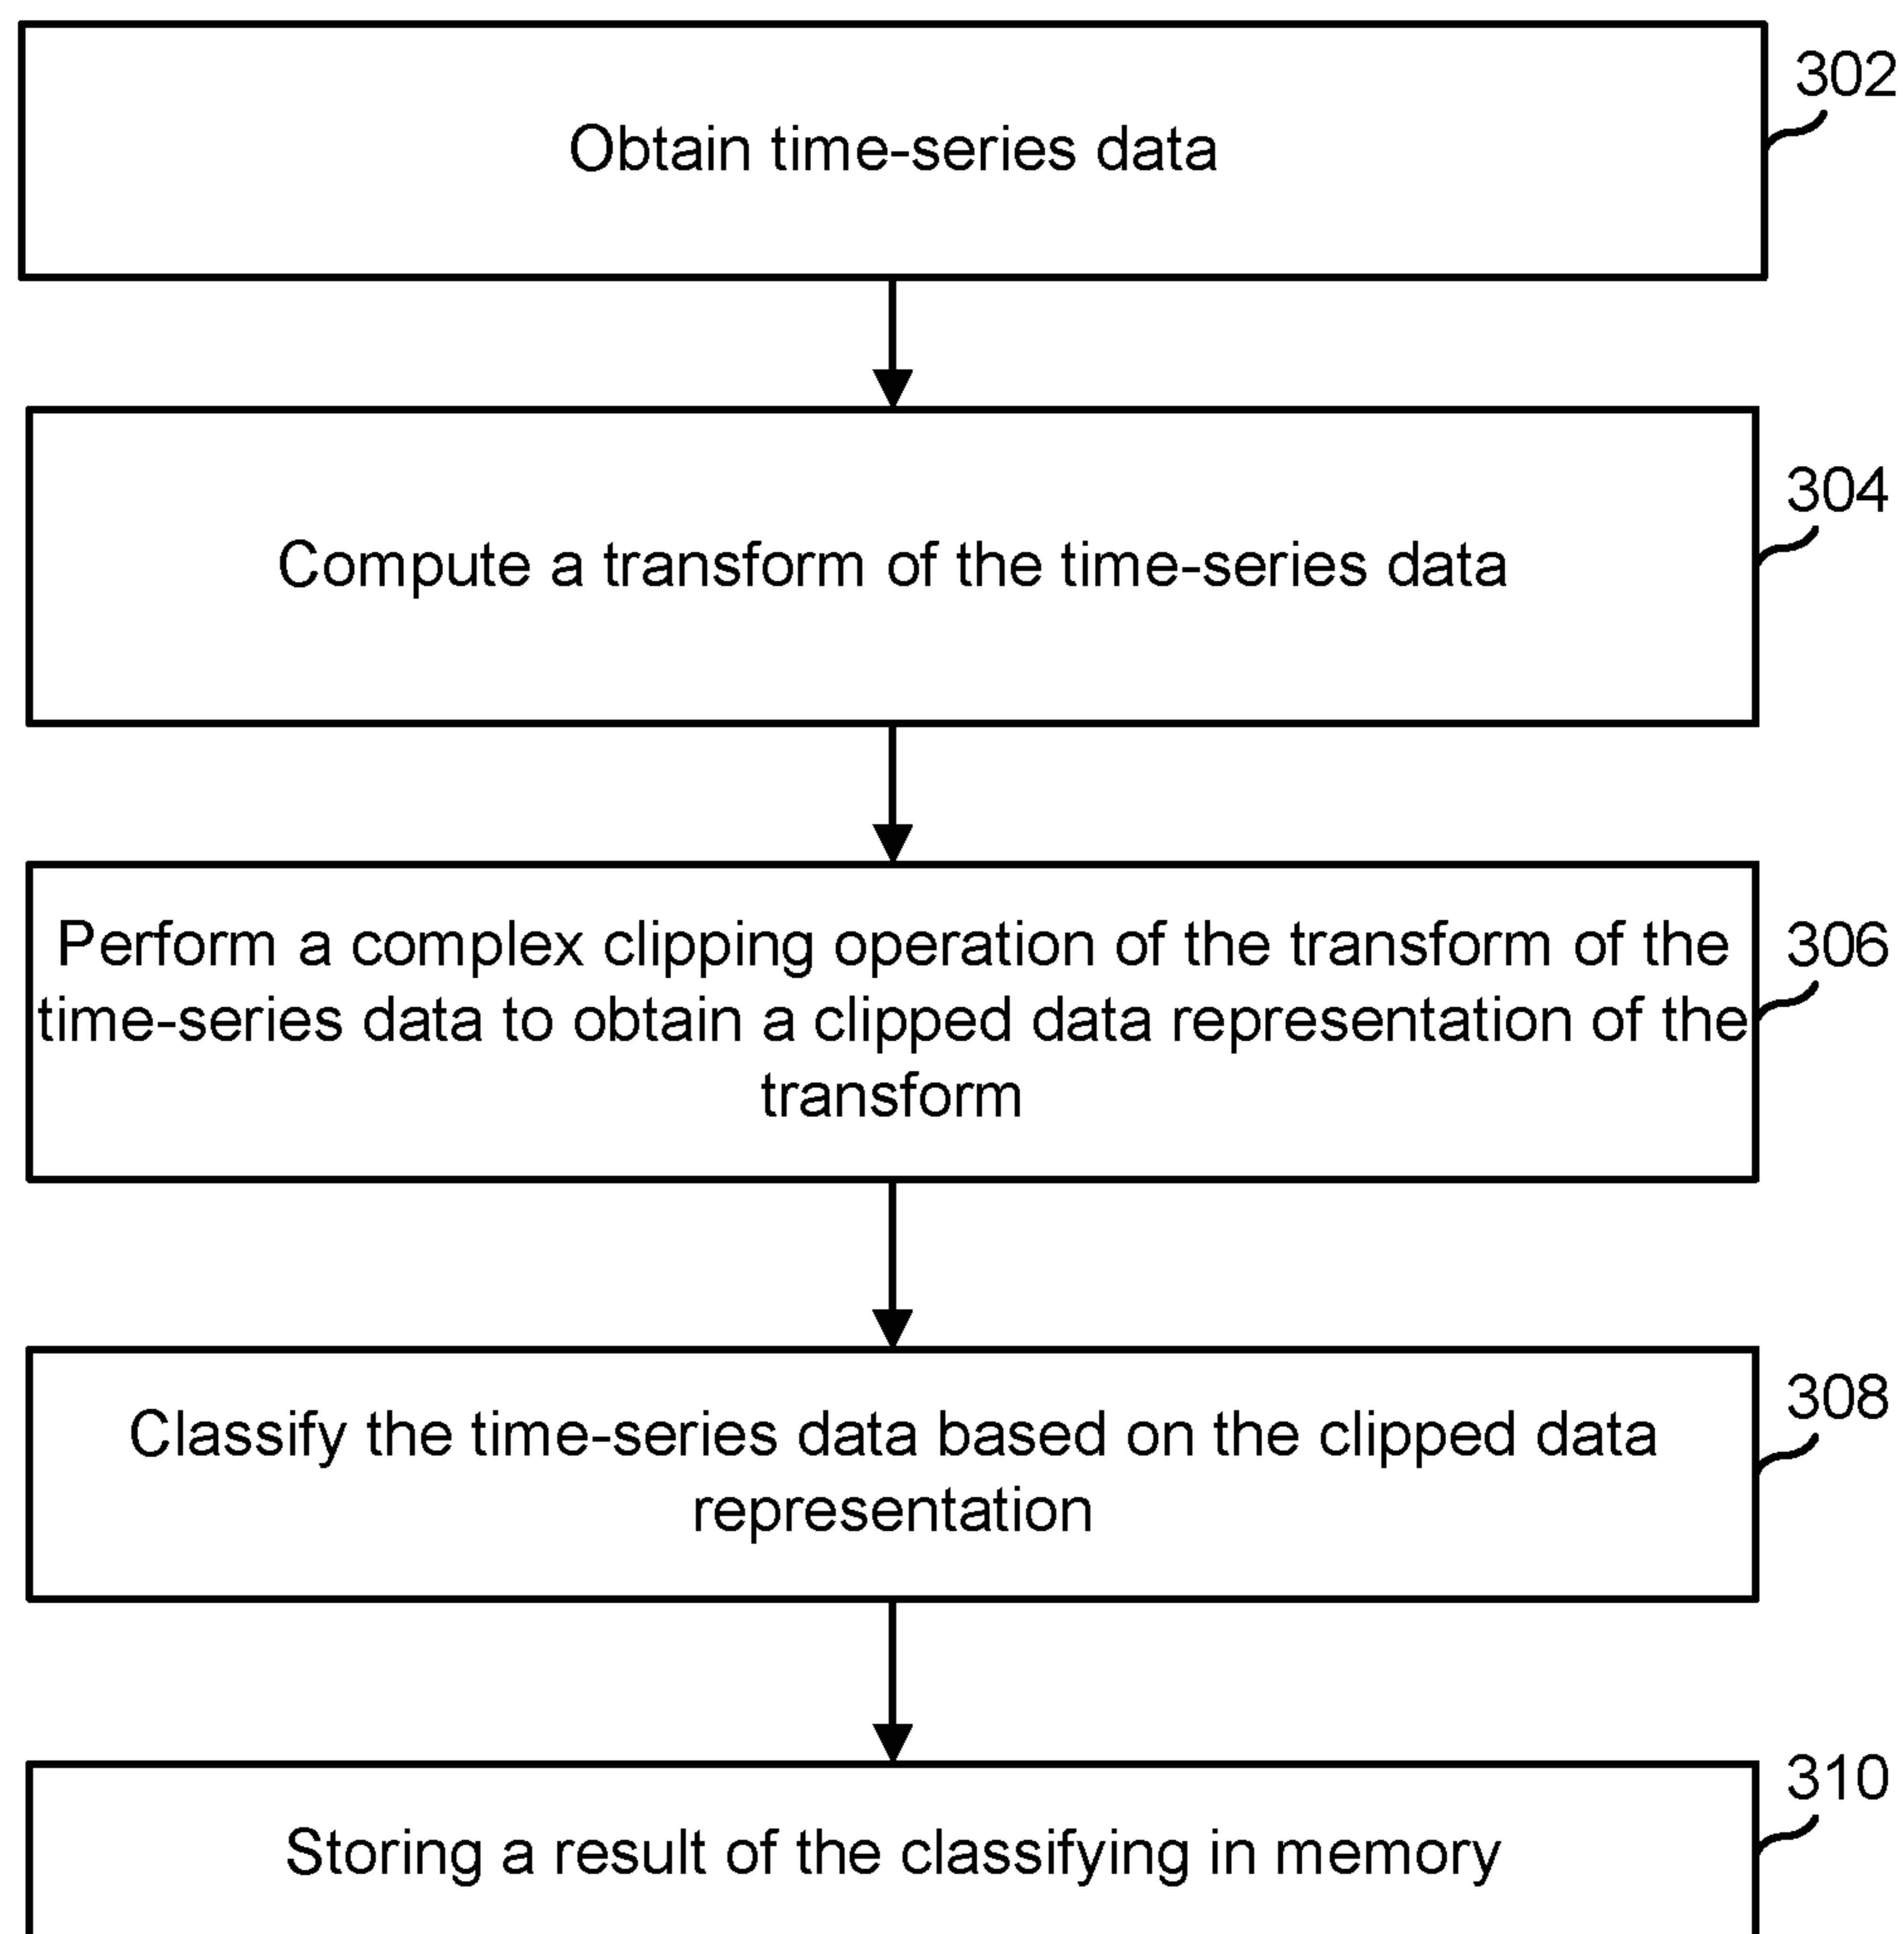 302
Obtain time-series data
304
Compute a transform of the time-series data
306
Perform a complex clipping operation of the transform of the
time-series data to obtain a clipped data representation of the
transform
308
Classify the time-series data based on the clipped data
representation
310
Storing a result of the classifying in memory